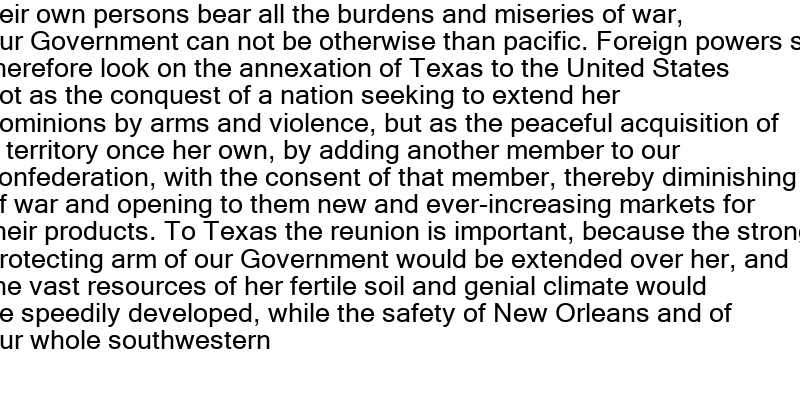 eir own persons bear all the burdens and miseries of war,
ur Government can not be otherwise than pacific. Foreign powers s
herefore look on the annexation of Texas to the United States
ot as the conquest of a nation seeking to extend her
ominions by arms and violence, but as the peaceful acquisition of
territory once her own, by adding another member to our
onfederation, with the consent of that member, thereby diminishing
f war and opening to them new and ever-increasing markets for
heir products. To Texas the reunion is important, because the strong
rotecting arm of our Government would be extended over her, and
he vast resources of her fertile soil and genial climate would
e speedily developed, while the safety of New Orleans and of
ur whole southwestern